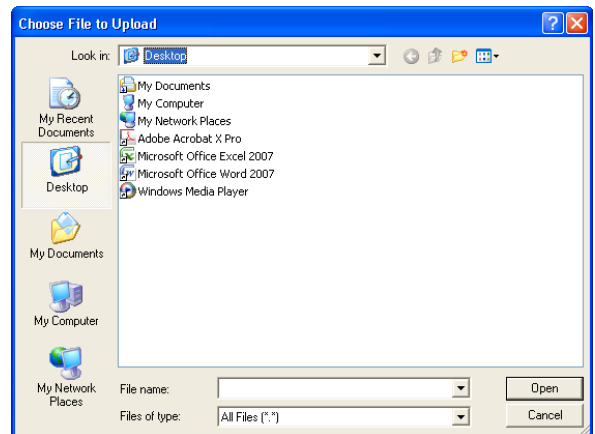 Choose File to Upload
Look in: Desktop
My Recent
Documents
Desktop
My Documents
My Computer
My Network
Places
My Documents
My Computer
My Network Places
Adobe Acrobat X Pro
Microsoft Office Excel 2007
Microsoft Office Word 2007
Windows Media Player
File name: Open
Files of type: All Files (*.*) Cancel